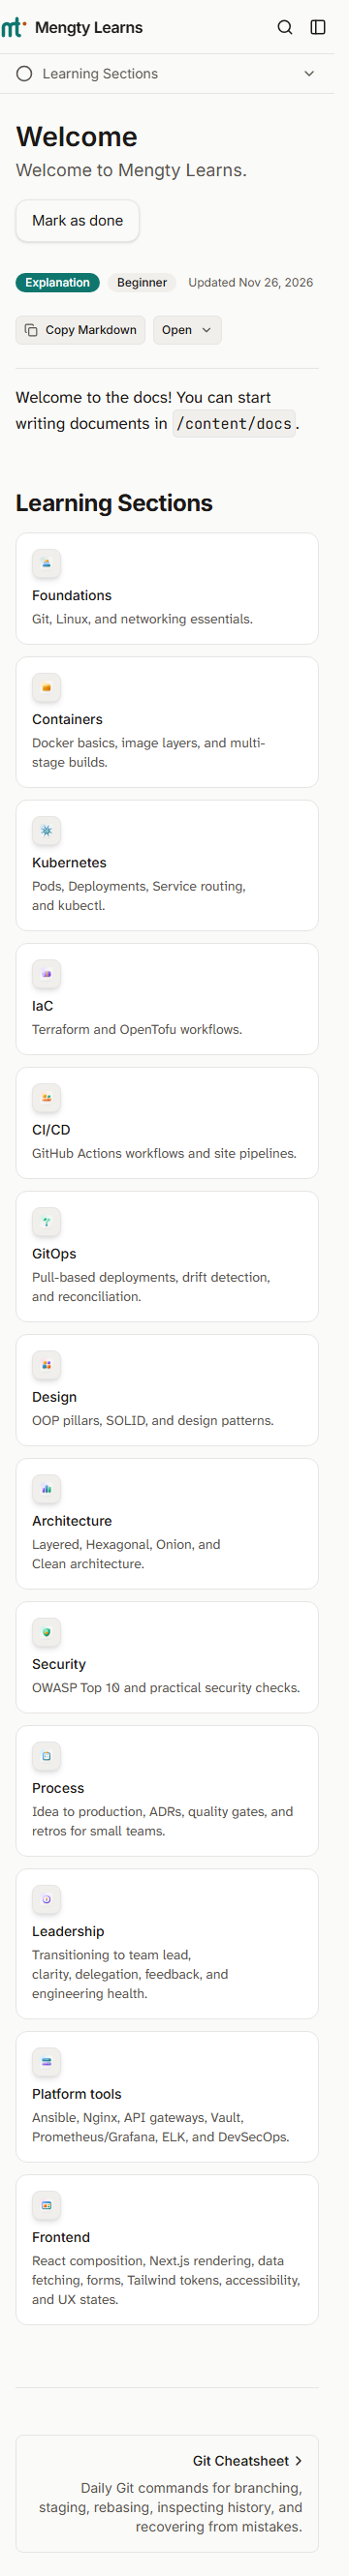 mt Mengty Learns
Learning Sections
Welcome
Welcome to Mengty Learns.
Mark as done
Explanation Beginner Updated Nov 26, 2026
Copy Markdown Open
Welcome to the docs! You can start
writing documents in /content/docs.
Learning Sections
Foundations
Git, Linux, and networking essentials.
Containers
Docker basics, image layers, and multi-
stage builds.
Kubernetes
Pods, Deployments, Service routing,
and kubectl.
IaC
Terraform and OpenTofu workflows.
CI/CD
GitHub Actions workflows and site pipelines.
GitOps
Pull-based deployments, drift detection,
and reconciliation.
Design
OOP pillars, SOLID, and design patterns.
Architecture
Layered, Hexagonal, Onion, and
Clean architecture.
Security
OWASP Top 10 and practical security checks.
Process
Idea to production, ADRs, quality gates, and
retros for small teams.
Leadership
Transitioning to team lead,
clarity, delegation, feedback, and
engineering health.
Platform tools
Ansible, Nginx, API gateways, Vault,
Prometheus/Grafana, ELK, and DevSecOps.
Frontend
React composition, Next.js rendering, data
fetching, forms, Tailwind tokens, accessibility,
and UX states.
Git Cheatsheet
Daily Git commands for branching,
staging, rebasing, inspecting history, and
recovering from mistakes.